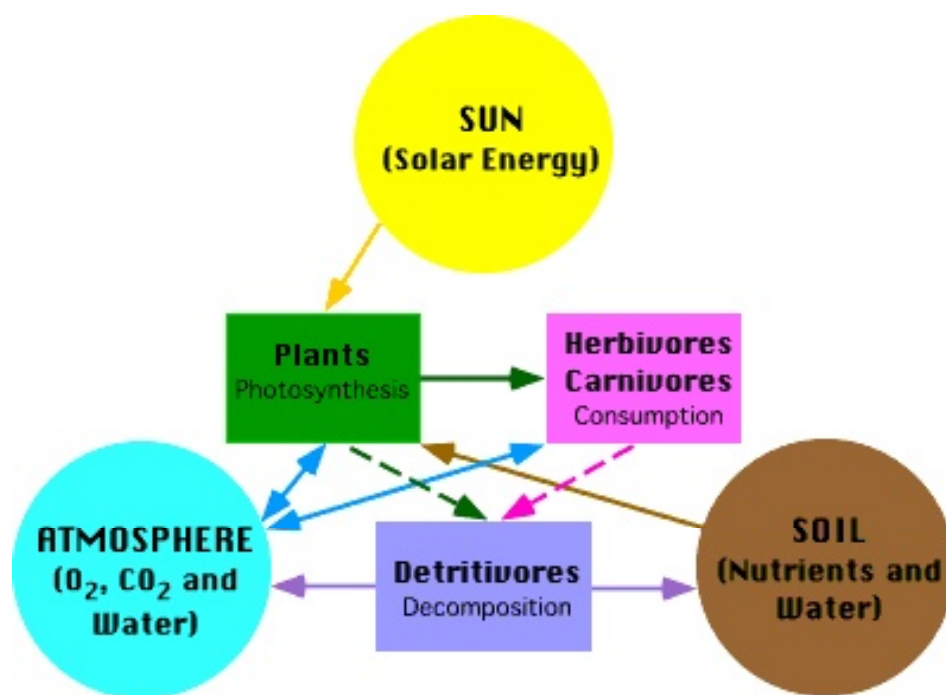 SUN
(Solar Energy)
Plants
Photosynthesis
Herbivores
Carnivores
Consumption
ATMOSPHERE
(O₂, CO₂ and
Water)
Detritivores
Decomposition
SOIL
(Nutrients and
Water)